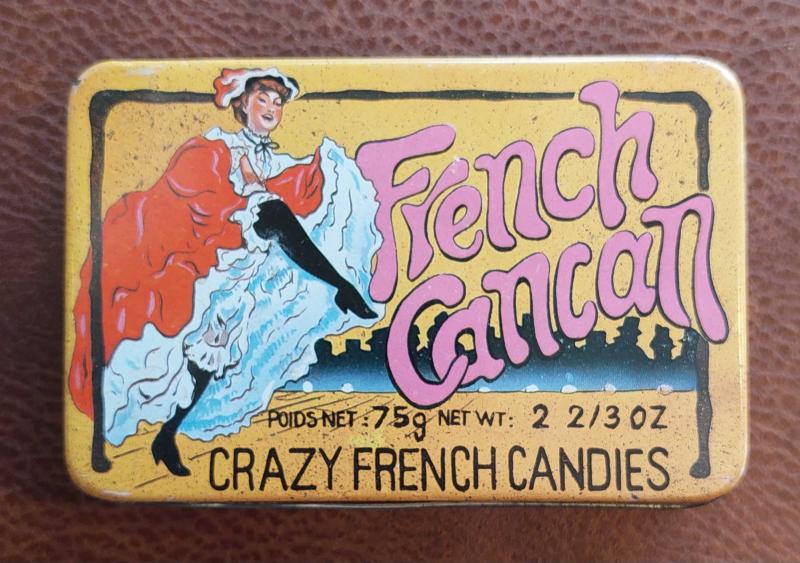 French
Cancan
POIDS NET : 75g NET WT: 2 2/3 OZ
CRAZY FRENCH CANDIES